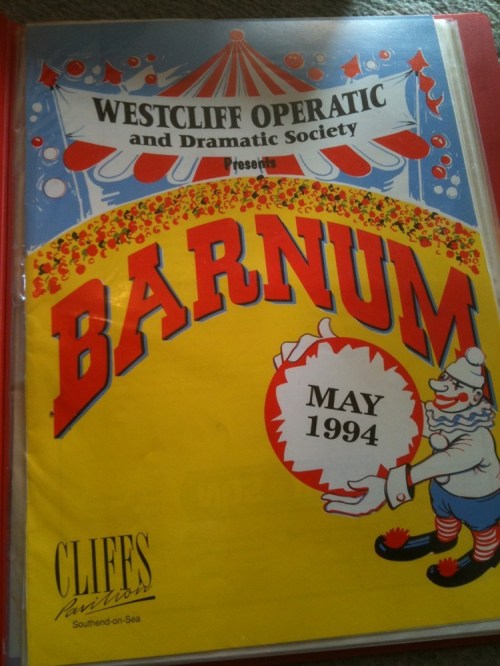 WESTCLIFF OPERATIC
and Dramatic Society
Presents
BARNUM
MAY
1994
CLIFFS
Pavilion
Southend-on-Sea